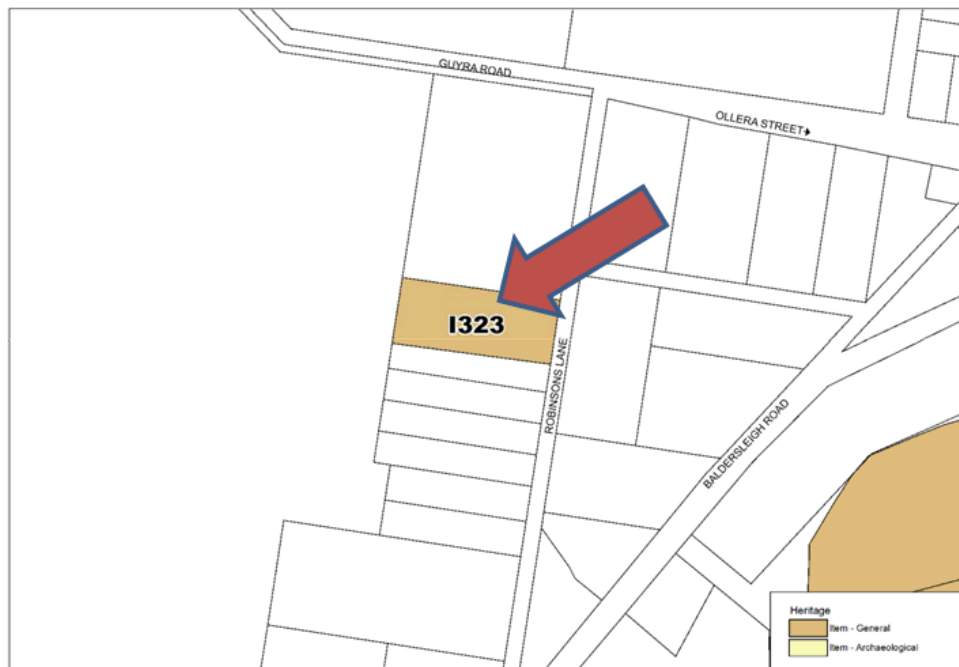 GUYRA ROAD
OLLERA STREET
I323
ROBINSONS LANE
BALDERSLEIGH ROAD
Heritage
Item - General
Item - Archaeological